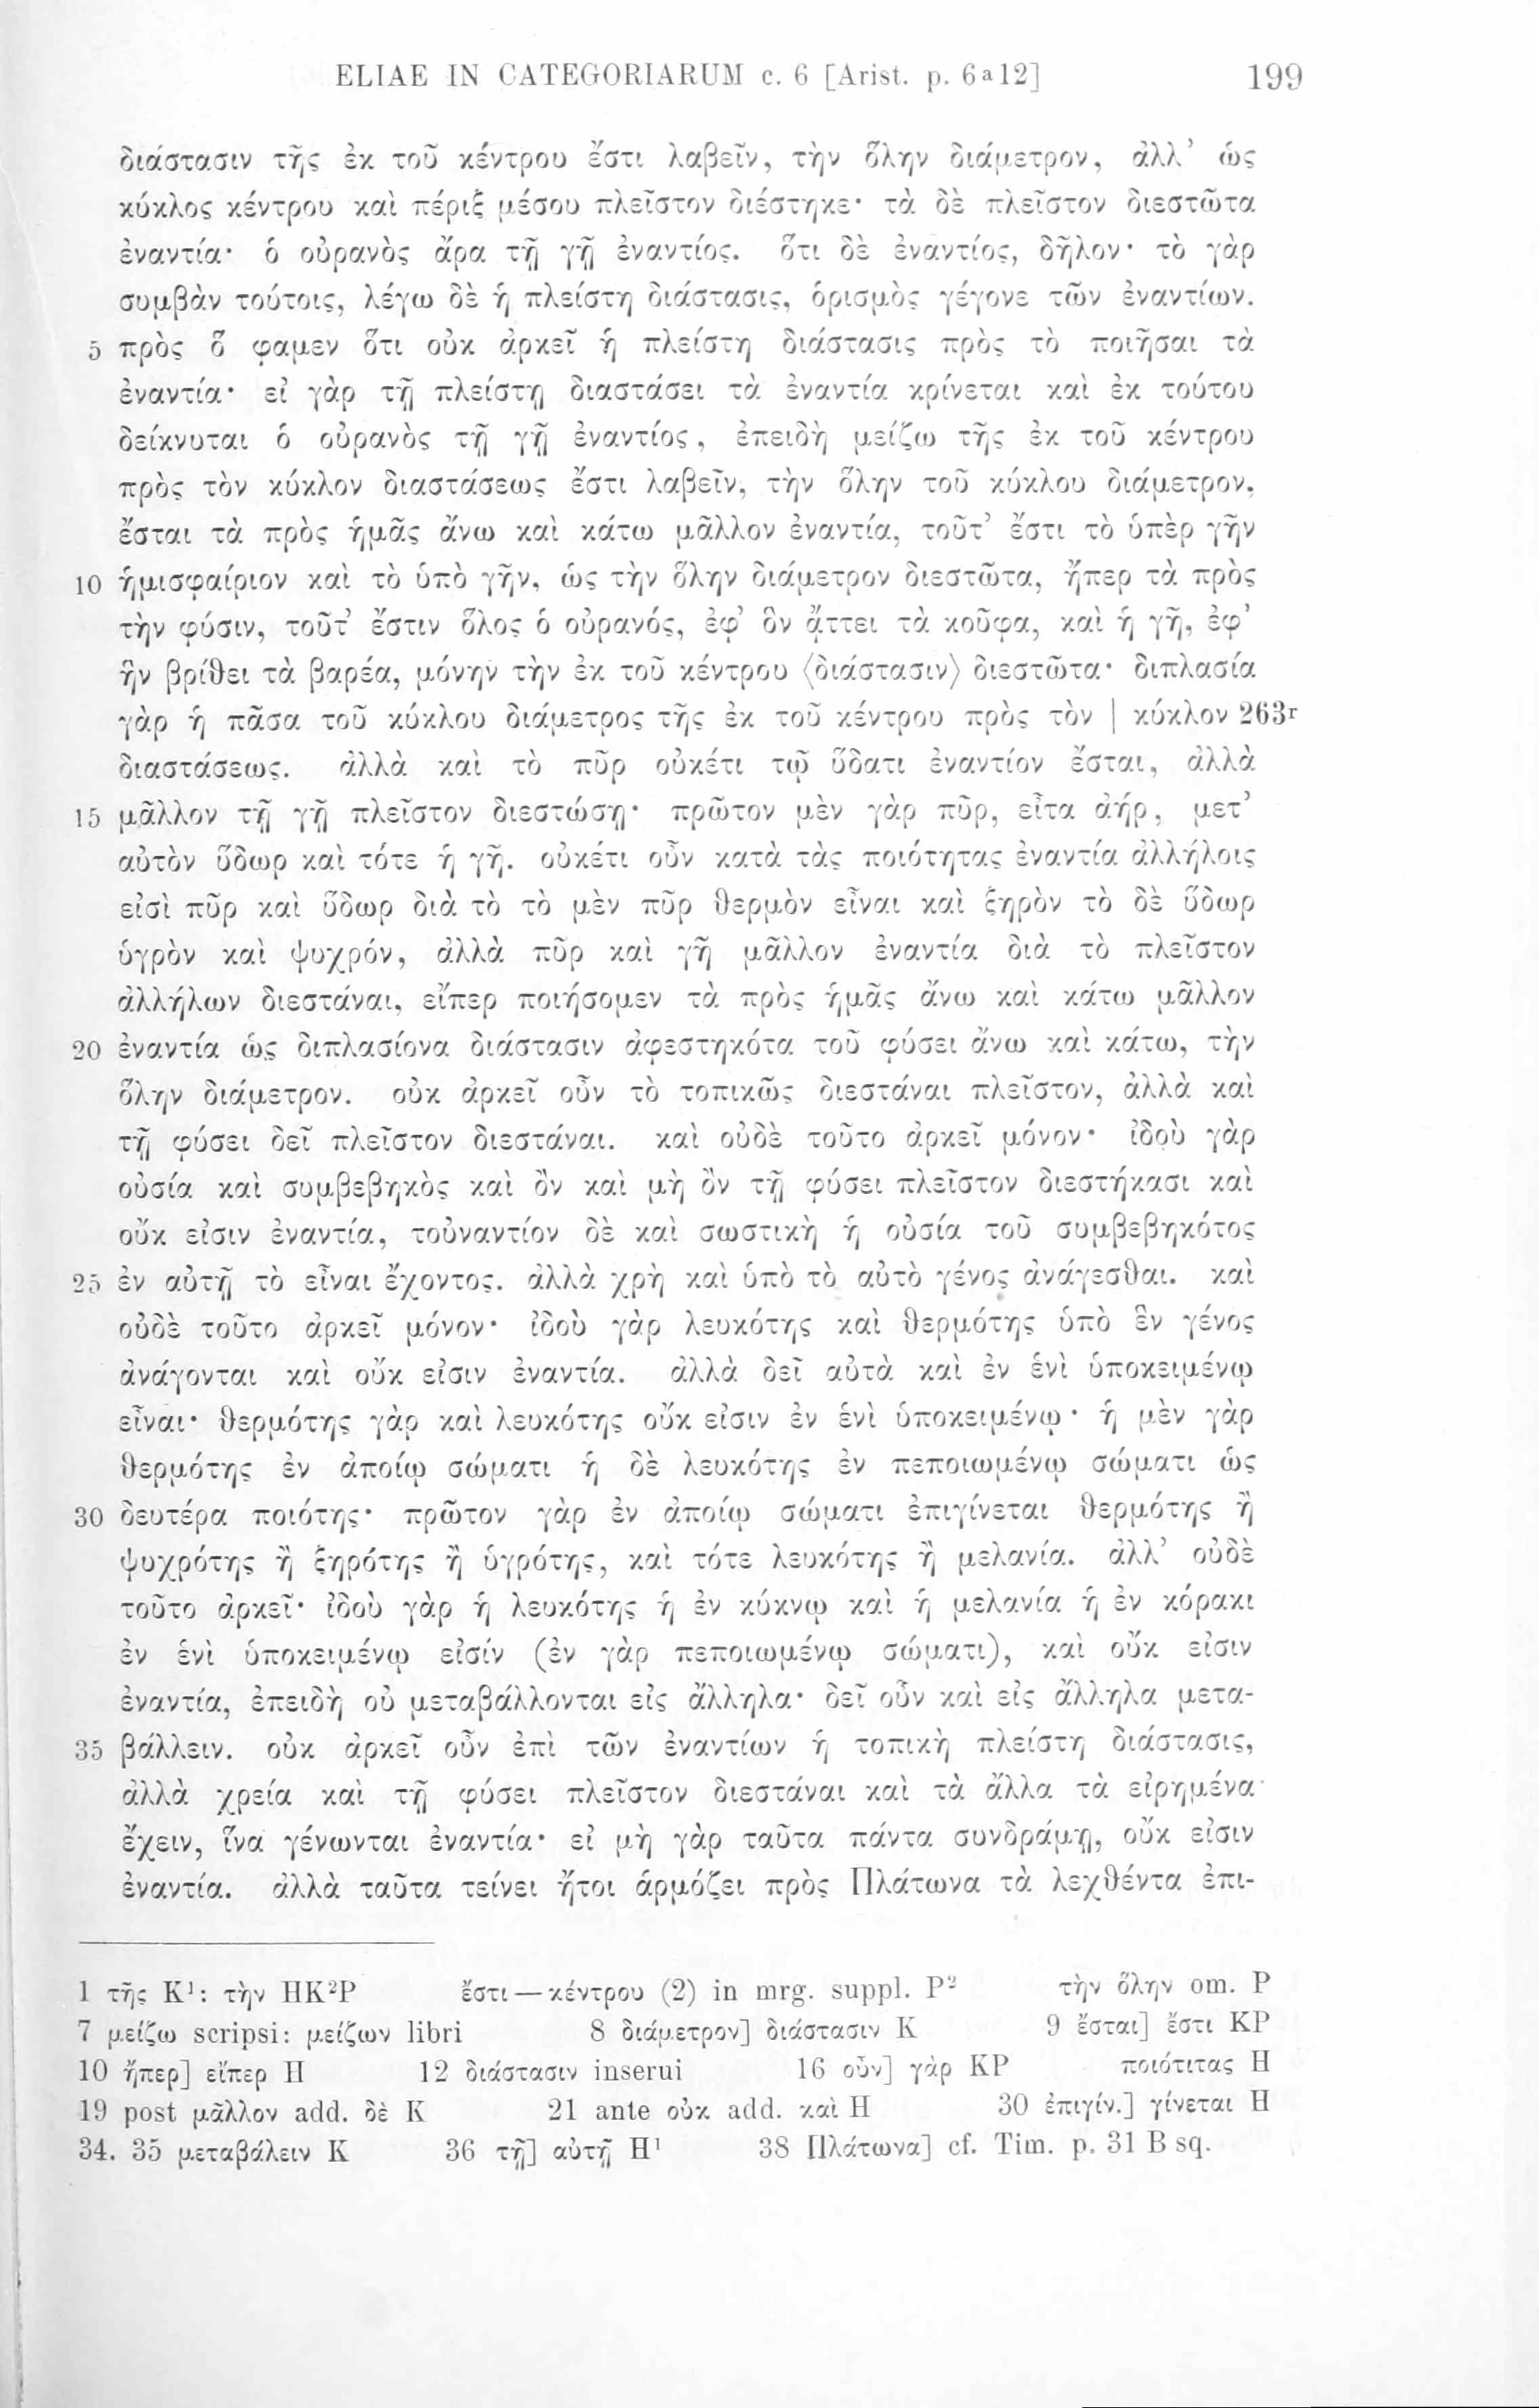 ELIAE IN CATEGORIARUM c. 6 [Arist. p. 6a12] 199
διάστασιν τῆς ἐκ τοῦ κέντρου ἔστι λαβεῖν, τὴν ὅλην διάμετρον, ἀλλ’ ὡς
κύκλος κέντρου καὶ πέριξ μέσου πλεῖστον διέστηκε· τὰ δὲ πλεῖστον διεστῶτα
ἐναντία· ὁ οὐρανὸς ἄρα τῇ γῇ ἐναντίος. ὅτι δὲ ἐναντίος, δῆλον· τὸ γὰρ
συμβὰν τούτοις, λέγω δὲ ἡ πλείστη διάστασις, ὁρισμὸς γέγονε τῶν ἐναντίων.
5 πρὸς ὅ φαμεν ὅτι οὐκ ἀρκεῖ ἡ πλείστη διάστασις πρὸς τὸ ποιῆσαι τὰ
ἐναντία· εἰ γὰρ τῇ πλείστῃ διαστάσει τὰ ἐναντία κρίνεται καὶ ἐκ τούτου
δείκνυται ὁ οὐρανὸς τῇ γῇ ἐναντίος, ἐπειδὴ μείζω τῆς ἐκ τοῦ κέντρου
πρὸς τὸν κύκλον διαστάσεως ἔστι λαβεῖν, τὴν ὅλην τοῦ κύκλου διάμετρον,
ἔσται τὰ πρὸς ἡμᾶς ἄνω καὶ κάτω μᾶλλον ἐναντία, τοῦτ’ ἔστι τὸ ὑπὲρ γῆν
10 ἡμισφαίριον καὶ τὸ ὑπὸ γῆν, ὡς τὴν ὅλην διάμετρον διεστῶτα, ἤπερ τὰ πρὸς
τὴν φύσιν, τοῦτ’ ἔστιν ὅλος ὁ οὐρανός, ἐφ’ ὃν ᾄττει τὰ κοῦφα, καὶ ἡ γῆ, ἐφ’
ἣν βρίθει τὰ βαρέα, μόνην τὴν ἐκ τοῦ κέντρου ⟨διάστασιν⟩ διεστῶτα· διπλασία
γὰρ ἡ πᾶσα τοῦ κύκλου διάμετρος τῆς ἐκ τοῦ κέντρου πρὸς τὸν | κύκλον 263r
διαστάσεως. ἀλλὰ καὶ τὸ πῦρ οὐκέτι τῷ ὕδατι ἐναντίον ἔσται, ἀλλὰ
15 μᾶλλον τῇ γῇ πλεῖστον διεστώσῃ· πρῶτον μὲν γὰρ πῦρ, εἶτα ἀήρ, μετ’
αὐτὸν ὕδωρ καὶ τότε ἡ γῆ. οὐκέτι οὖν κατὰ τὰς ποιότητας ἐναντία ἀλλήλοις
εἰσὶ πῦρ καὶ ὕδωρ διὰ τὸ τὸ μὲν πῦρ θερμὸν εἶναι καὶ ξηρὸν τὸ δὲ ὕδωρ
ὑγρὸν καὶ ψυχρόν, ἀλλὰ πῦρ καὶ γῆ μᾶλλον ἐναντία διὰ τὸ πλεῖστον
ἀλλήλων διεστάναι, εἴπερ ποιήσομεν τὰ πρὸς ἡμᾶς ἄνω καὶ κάτω μᾶλλον
20 ἐναντία ὡς διπλασίονα διάστασιν ἀφεστηκότα τοῦ φύσει ἄνω καὶ κάτω, τὴν
ὅλην διάμετρον. οὐκ ἀρκεῖ οὖν τὸ τοπικῶς διεστάναι πλεῖστον, ἀλλὰ καὶ
τῇ φύσει δεῖ πλεῖστον διεστάναι. καὶ οὐδὲ τοῦτο ἀρκεῖ μόνον· ἰδοὺ γὰρ
οὐσία καὶ συμβεβηκὸς καὶ ὂν καὶ μὴ ὂν τῇ φύσει πλεῖστον διεστήκασι καὶ
οὔκ εἰσιν ἐναντία, τοὐναντίον δὲ καὶ σωστικὴ ἡ οὐσία τοῦ συμβεβηκότος
25 ἐν αὐτῇ τὸ εἶναι ἔχοντος. ἀλλὰ χρὴ καὶ ὑπὸ τὸ αὐτὸ γένος ἀνάγεσθαι. καὶ
οὐδὲ τοῦτο ἀρκεῖ μόνον· ἰδοὺ γὰρ λευκότης καὶ θερμότης ὑπὸ ἓν γένος
ἀνάγονται καὶ οὔκ εἰσιν ἐναντία. ἀλλὰ δεῖ αὐτὰ καὶ ἐν ἑνὶ ὑποκειμένῳ
εἶναι· θερμότης γὰρ καὶ λευκότης οὔκ εἰσιν ἐν ἑνὶ ὑποκειμένῳ· ἡ μὲν γὰρ
θερμότης ἐν ἀποίῳ σώματι ἡ δὲ λευκότης ἐν πεποιωμένῳ σώματι ὡς
30 δευτέρα ποιότης· πρῶτον γὰρ ἐν ἀποίῳ σώματι ἐπιγίνεται θερμότης ἢ
ψυχρότης ἢ ξηρότης ἢ ὑγρότης, καὶ τότε λευκότης ἢ μελανία. ἀλλ’ οὐδὲ
τοῦτο ἀρκεῖ· ἰδοὺ γὰρ ἡ λευκότης ἡ ἐν κύκνῳ καὶ ἡ μελανία ἡ ἐν κόρακι
ἐν ἑνὶ ὑποκειμένῳ εἰσίν (ἐν γὰρ πεποιωμένῳ σώματι), καὶ οὔκ εἰσιν
ἐναντία, ἐπειδὴ οὐ μεταβάλλονται εἰς ἄλληλα· δεῖ οὖν καὶ εἰς ἄλληλα μετα-
35 βάλλειν. οὐκ ἀρκεῖ οὖν ἐπὶ τῶν ἐναντίων ἡ τοπικὴ πλείστη διάστασις,
ἀλλὰ χρεία καὶ τῇ φύσει πλεῖστον διεστάναι καὶ τὰ ἄλλα τὰ εἰρημένα
ἔχειν, ἵνα γένωνται ἐναντία· εἰ μὴ γὰρ ταῦτα πάντα συνδράμῃ, οὔκ εἰσιν
ἐναντία. ἀλλὰ ταῦτα τείνει ἤτοι ἁρμόζει πρὸς Πλάτωνα τὰ λεχθέντα ἐπι-
1 τῆς K¹: τὴν HK²P ἔστι — κέντρου (2) in mrg. suppl. P² τὴν ὅλην om. P
7 μείζω scripsi: μείζων libri 8 διάμετρον] διάστασιν K 9 ἔσται] ἔστι KP
10 ἤπερ] εἴπερ H 12 διάστασιν inserui 16 οὖν] γὰρ KP ποιότιτας H
19 post μᾶλλον add. δὲ K 21 ante οὐκ add. καὶ H 30 ἐπιγίν.] γίνεται H
34. 35 μεταβάλειν K 36 τῇ] αὐτῇ H¹ 38 Πλάτωνα] cf. Tim. p. 31 B sq.